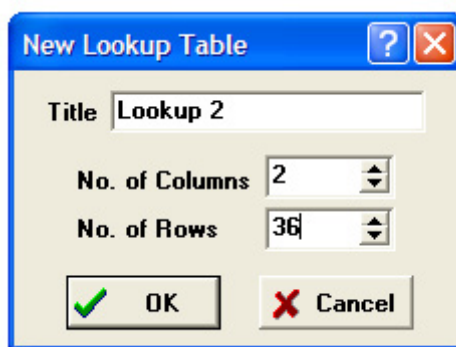 New Lookup Table ?
Title Lookup 2
No. of Columns 2
No. of Rows 36
OK Cancel